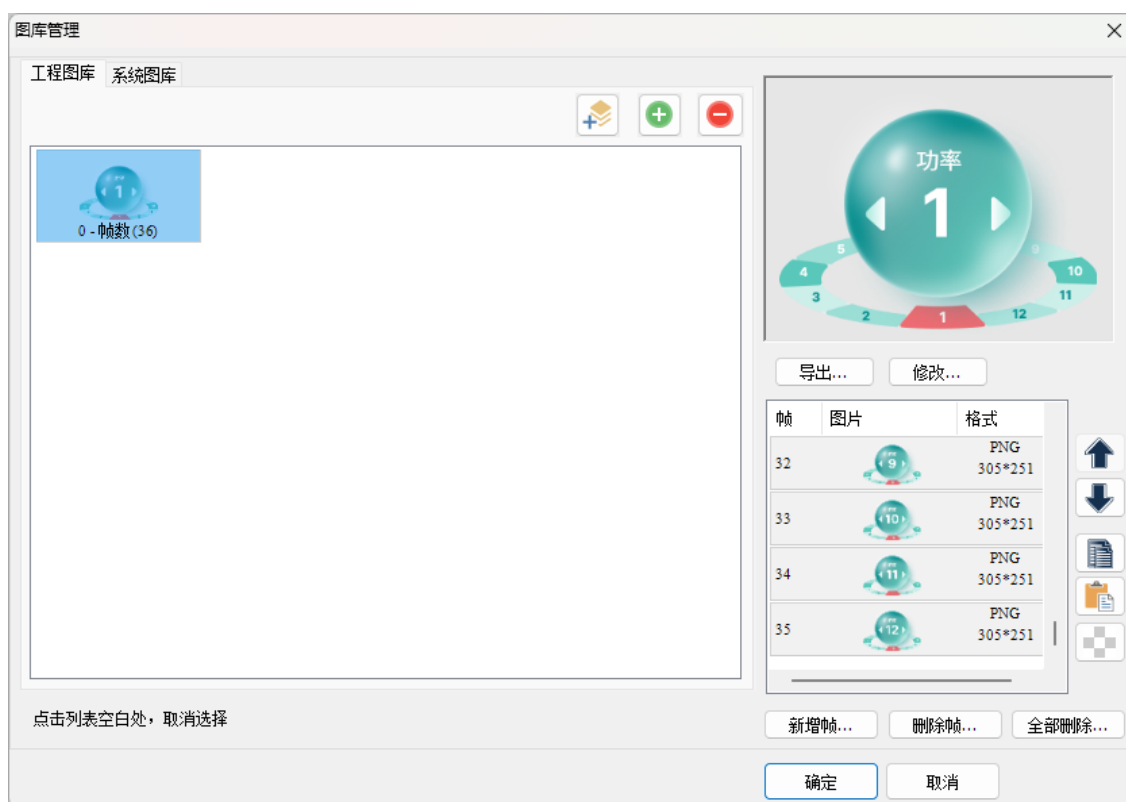 图库管理
工程图库 系统图库
0 - 帧数(36)
功率
1
5 9
4 10
3 11
2 1 12
导出... 修改...
帧 图片 格式
32 9 PNG
305*251
33 10 PNG
305*251
34 11 PNG
305*251
35 12 PNG
305*251
点击列表空白处，取消选择
新增帧... 删除帧... 全部删除...
确定 取消